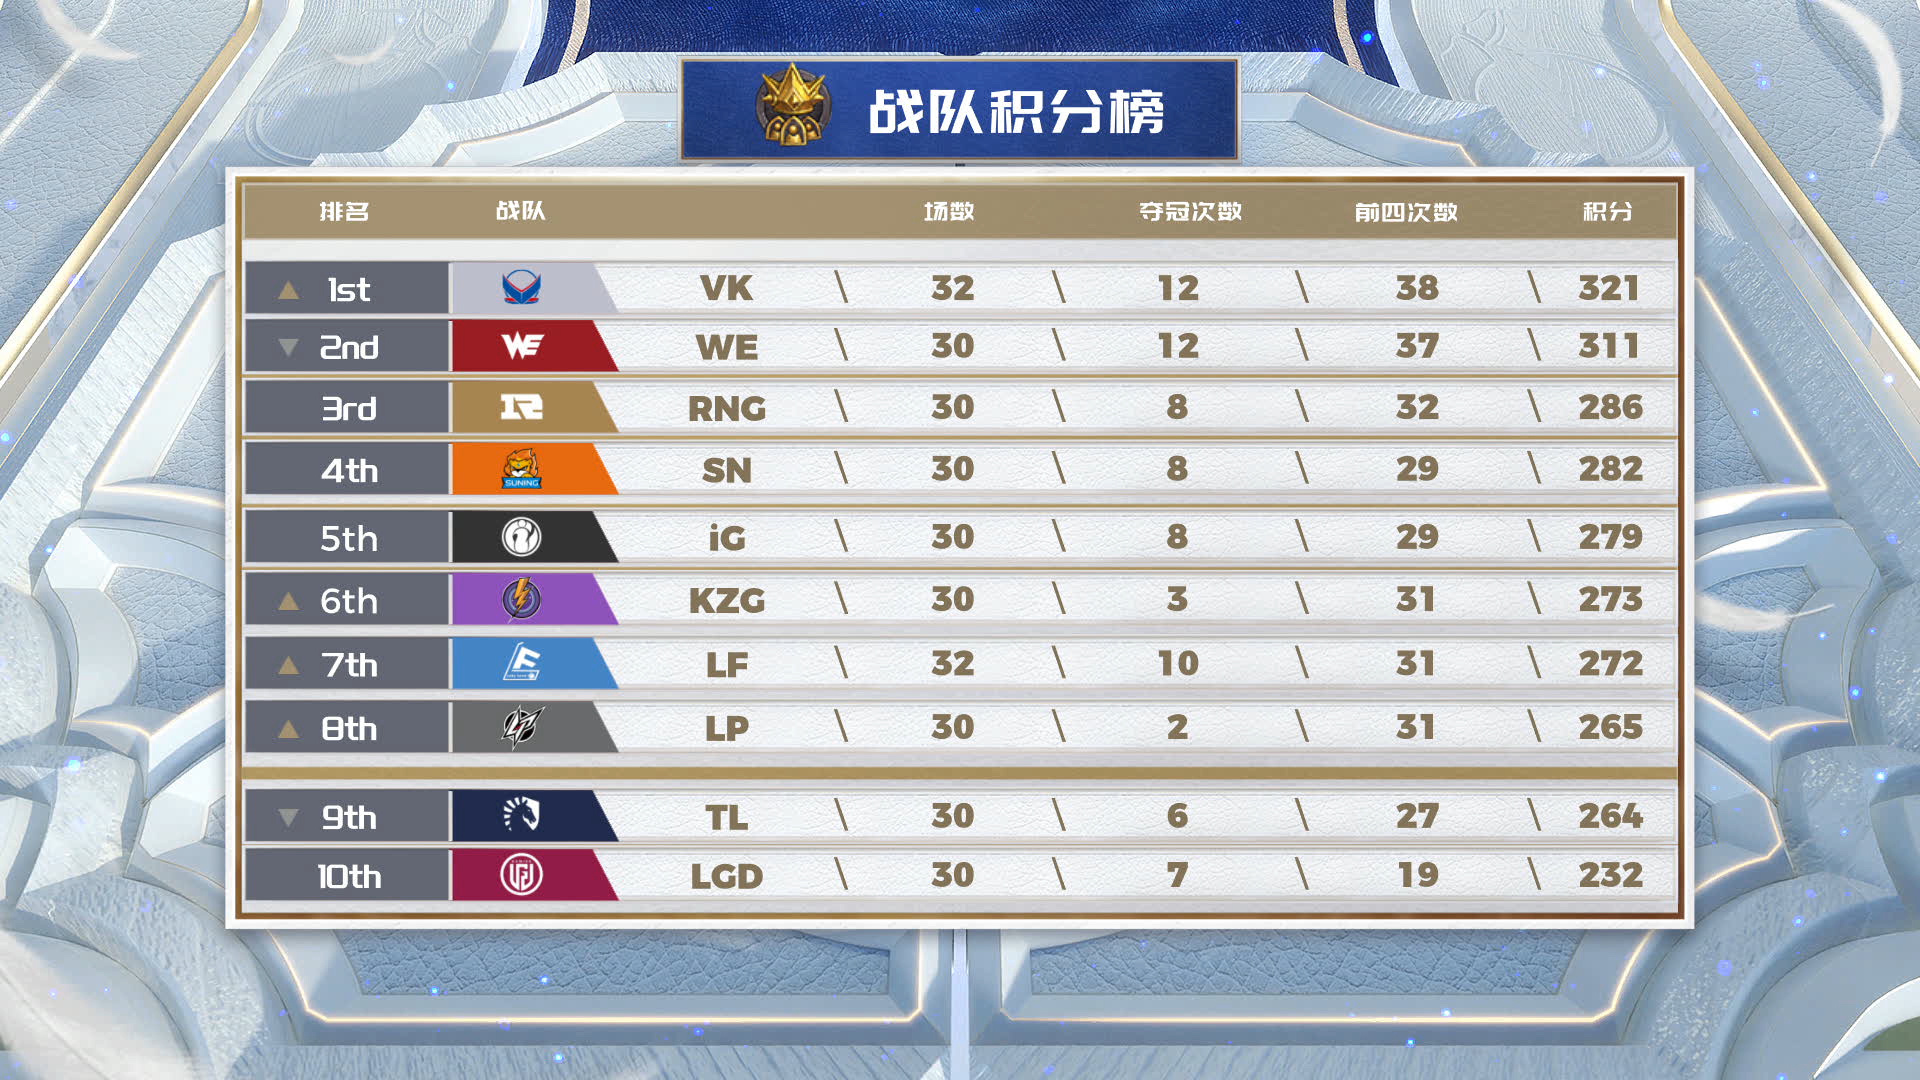 战队积分榜
排名 战队 场数 夺冠次数 前四次数 积分
1st VK \ 32 \ 12 \ 38 \ 321
2nd WE WE \ 30 \ 12 \ 37 \ 311
3rd RNG \ 30 \ 8 \ 32 \ 286
4th SUNING SN \ 30 \ 8 \ 29 \ 282
5th iG \ 30 \ 8 \ 29 \ 279
6th KZG \ 30 \ 3 \ 31 \ 273
7th LF \ 32 \ 10 \ 31 \ 272
8th LP \ 30 \ 2 \ 31 \ 265
9th TL \ 30 \ 6 \ 27 \ 264
10th LGD \ 30 \ 7 \ 19 \ 232